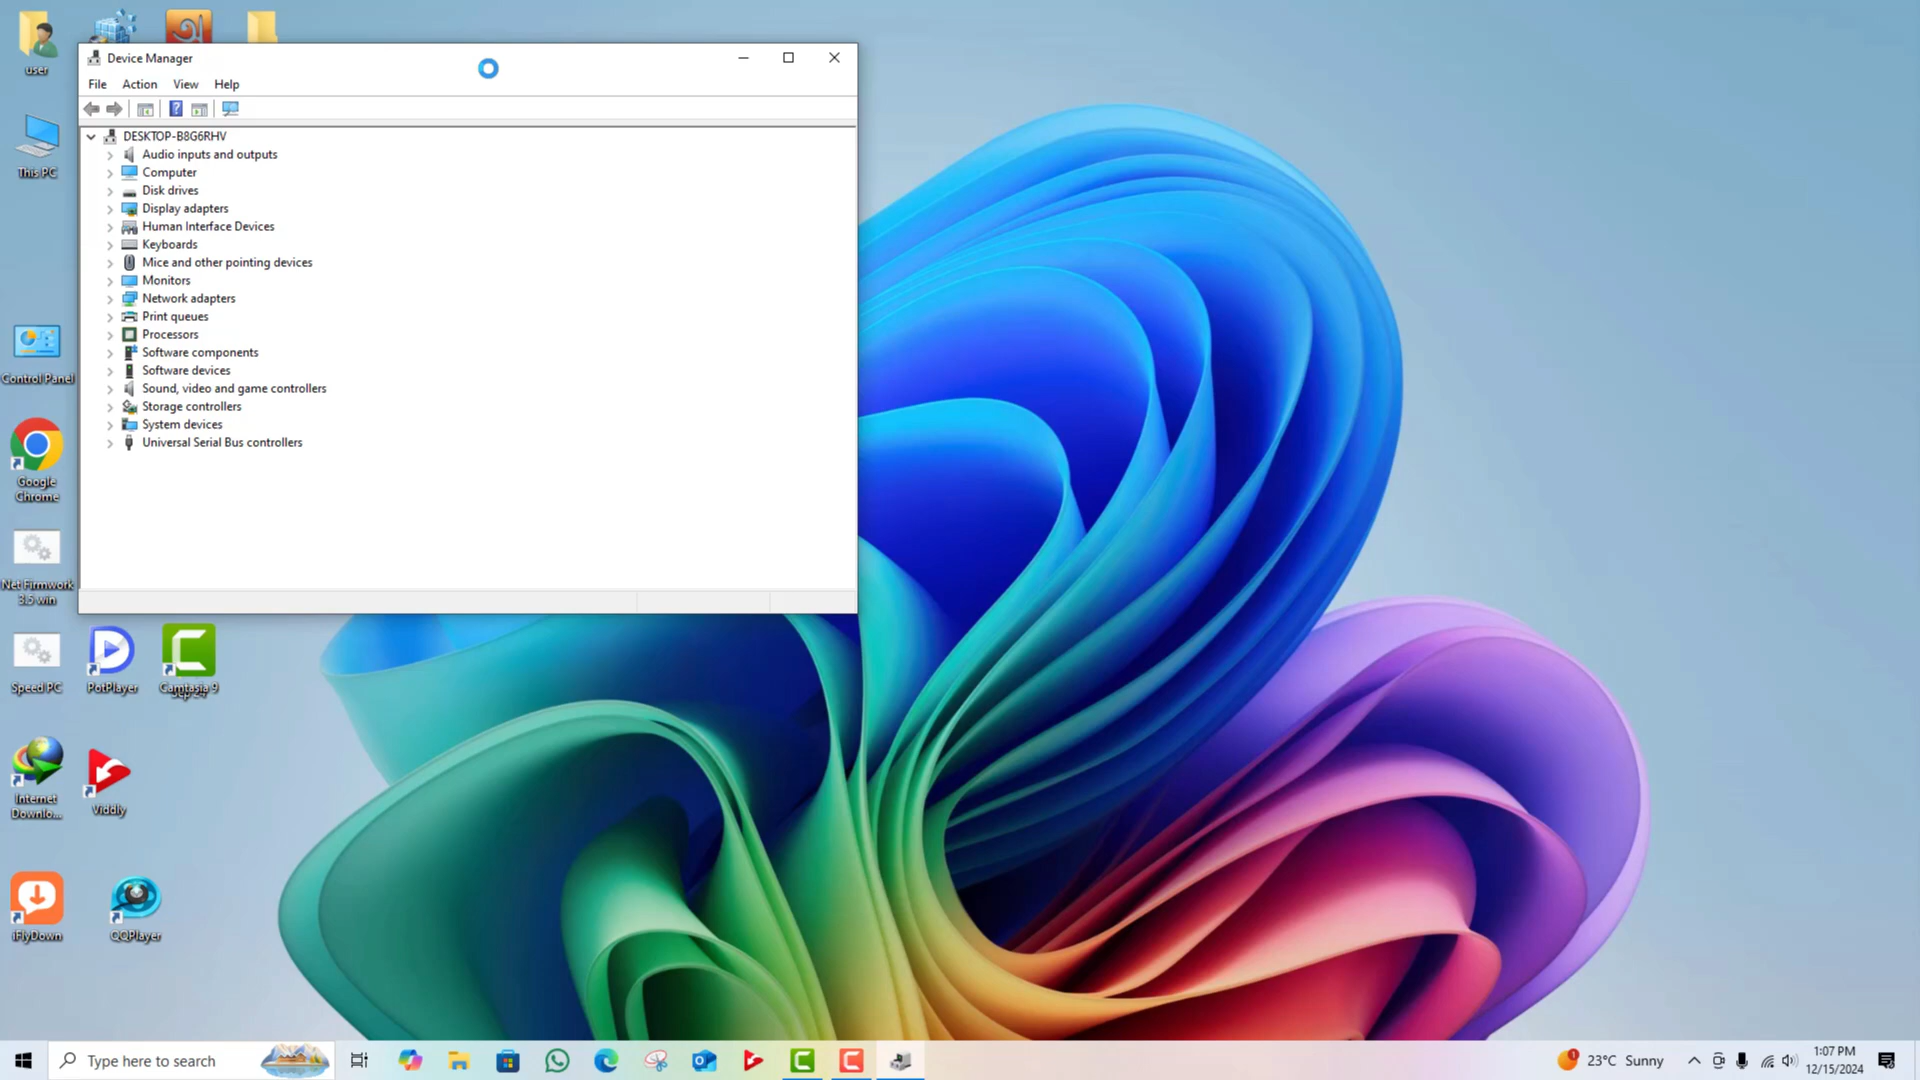 user
This PC
Control Panel
Google
Chrome
Net Firmwork
3.5 win
Speed PC
PotPlayer
Camtasia 9
Internet
Downlo...
Viddly
iFlyDown
QQPlayer
Device Manager
File Action View Help
DESKTOP-B8G6RHV
Audio inputs and outputs
Computer
Disk drives
Display adapters
Human Interface Devices
Keyboards
Mice and other pointing devices
Monitors
Network adapters
Print queues
Processors
Software components
Software devices
Sound, video and game controllers
Storage controllers
System devices
Universal Serial Bus controllers
Type here to search
1
23°C Sunny
1:07 PM
12/15/2024